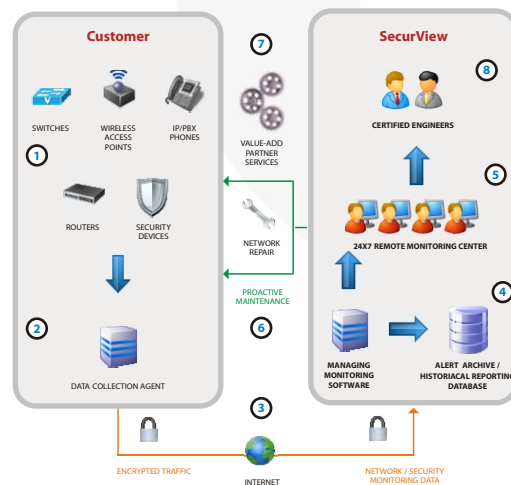 Customer
SWITCHES
WIRELESS
ACCESS
POINTS
IP/PBX
PHONES
1
ROUTERS
SECURITY
DEVICES
2
DATA COLLECTION AGENT
7
VALUE-ADD
PARTNER
SERVICES
NETWORK
REPAIR
PROACTIVE
MAINTENANCE
6
SecurView
8
CERTIFIED ENGINEERS
5
24X7 REMOTE MONITORING CENTER
4
MANAGING
MONITORING
SOFTWARE
ALERT ARCHIVE /
HISTORIACAL REPORTING
DATABASE
3
ENCRYPTED TRAFFIC
INTERNET
NETWORK / SECURITY
MONITORING DATA